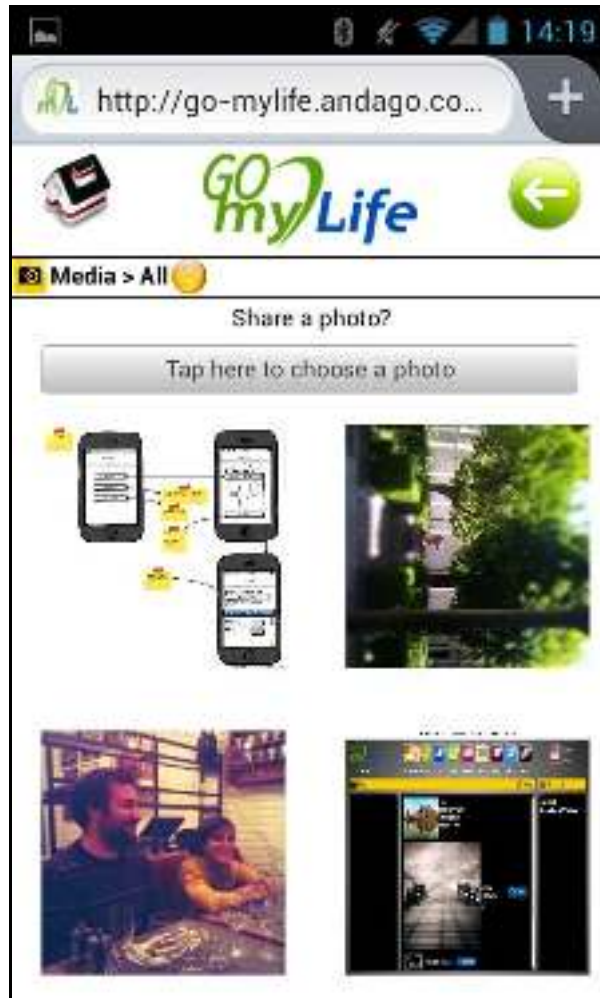 14:19
http://go-mylife.andago.co...
GO
my Life
Media > All
Share a photo?
Tap here to choose a photo